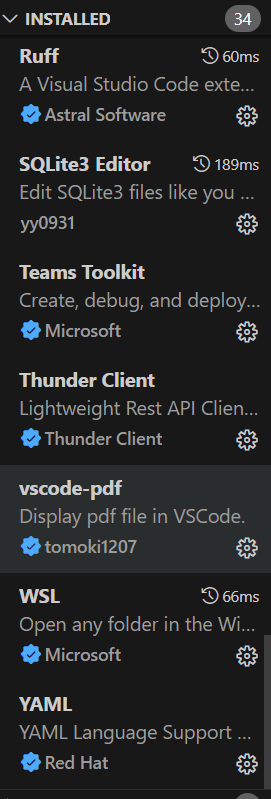 INSTALLED 34
Ruff 60ms
A Visual Studio Code exte...
Astral Software
SQLite3 Editor 189ms
Edit SQLite3 files like you ...
yy0931
Teams Toolkit
Create, debug, and deploy...
Microsoft
Thunder Client
Lightweight Rest API Clien...
Thunder Client
vscode-pdf
Display pdf file in VSCode.
tomoki1207
WSL 66ms
Open any folder in the Wi...
Microsoft
YAML
YAML Language Support ...
Red Hat